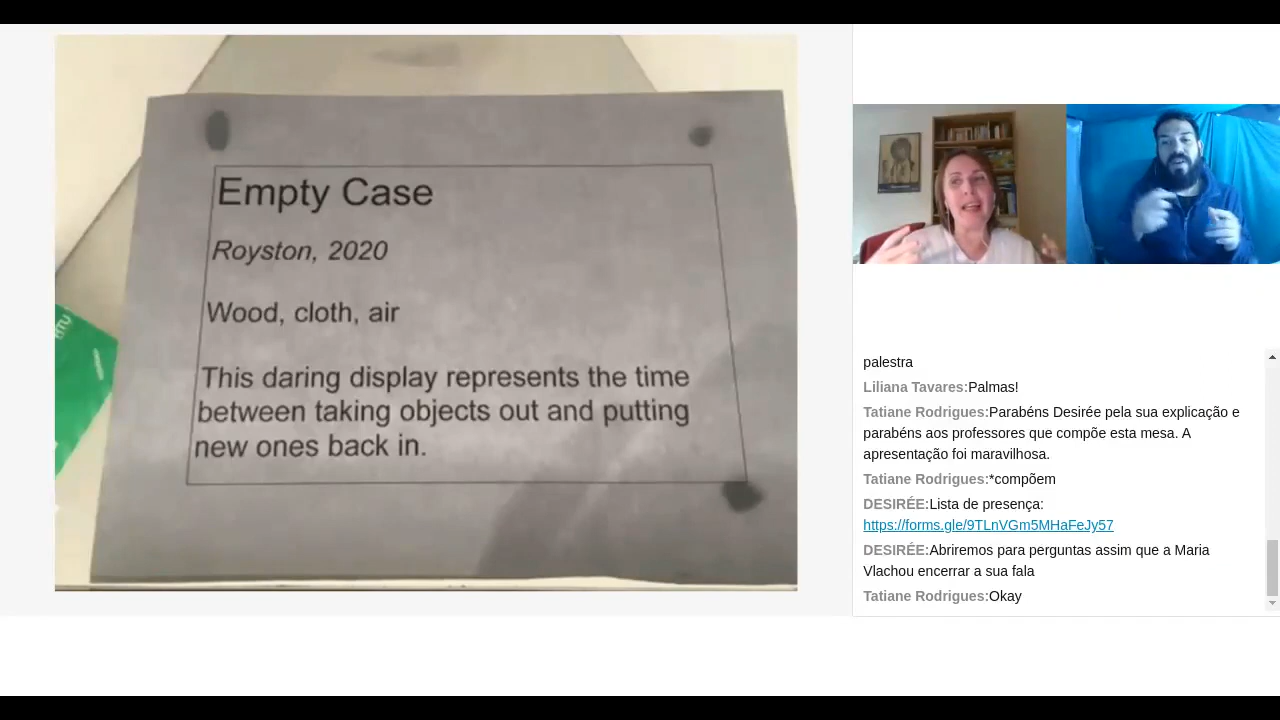 Empty Case
Royston, 2020
Wood, cloth, air
This daring display represents the time
between taking objects out and putting
new ones back in.
palestra
Liliana Tavares:Palmas!
Tatiane Rodrigues:Parabéns Desirée pela sua explicação e
parabéns aos professores que compõe esta mesa. A
apresentação foi maravilhosa.
Tatiane Rodrigues:*compõem
DESIRÉE:Lista de presença:
https://forms.gle/9TLnVGm5MHaFeJy57
DESIRÉE:Abriremos para perguntas assim que a Maria
Vlachou encerrar a sua fala
Tatiane Rodrigues:Okay